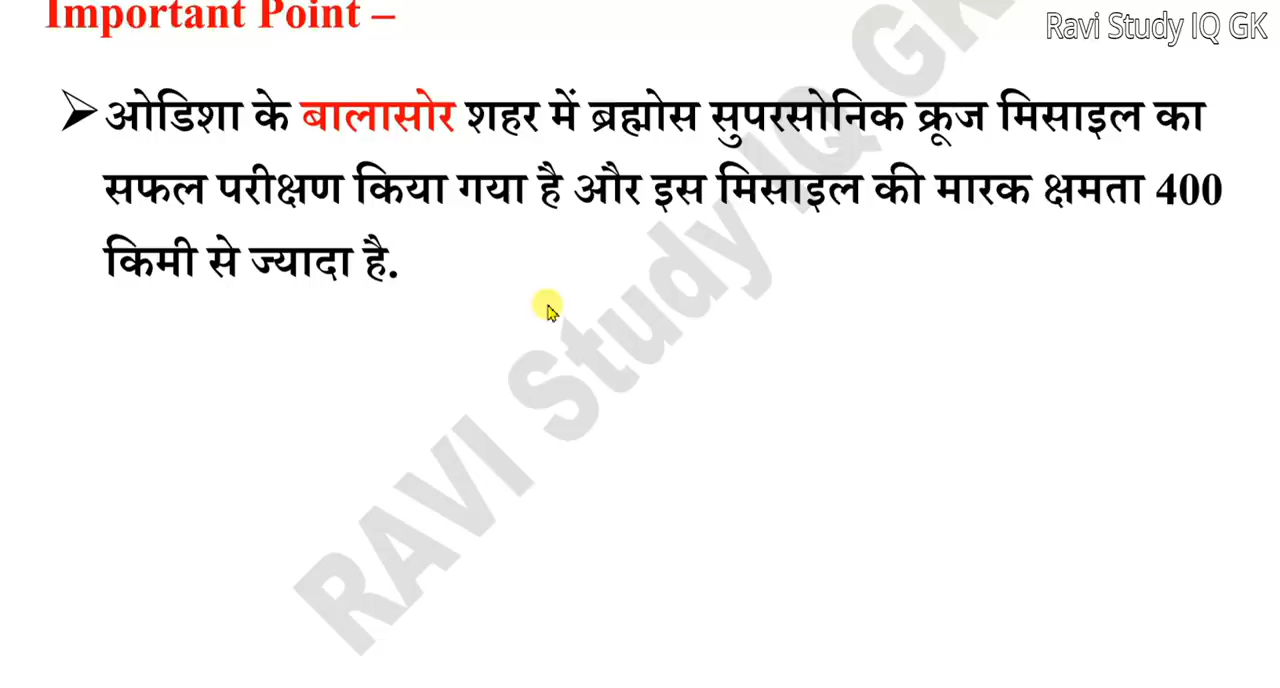 Important Point –
Ravi Study IQ GK
ओडिशा के बालासोर शहर में ब्रह्मोस सुपरसोनिक क्रूज मिसाइल का
सफल परीक्षण किया गया है और इस मिसाइल की मारक क्षमता 400
किमी से ज्यादा है.
RAVI Study IQ GK